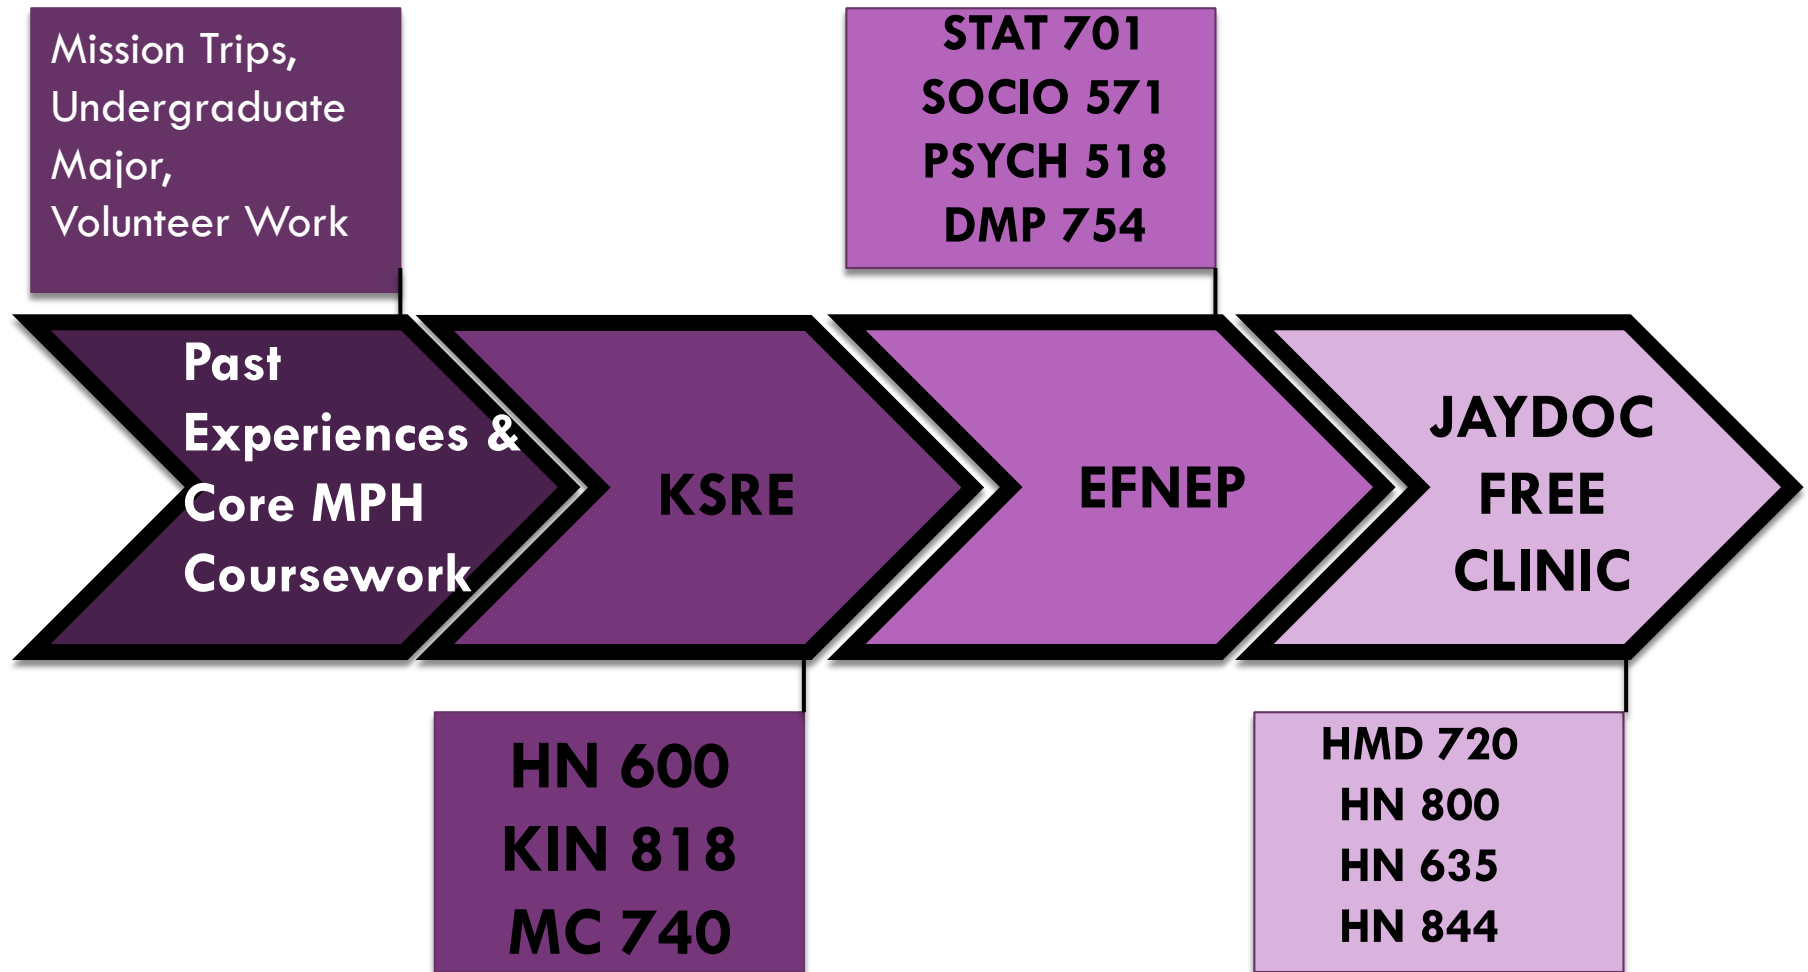 Mission Trips,
Undergraduate
Major,
Volunteer Work
STAT 701
SOCIO 571
PSYCH 518
DMP 754
Past
Experiences &
Core MPH
Coursework
KSRE
EFNEP
JAYDOC
FREE
CLINIC
HN 600
KIN 818
MC 740
HMD 720
HN 800
HN 635
HN 844